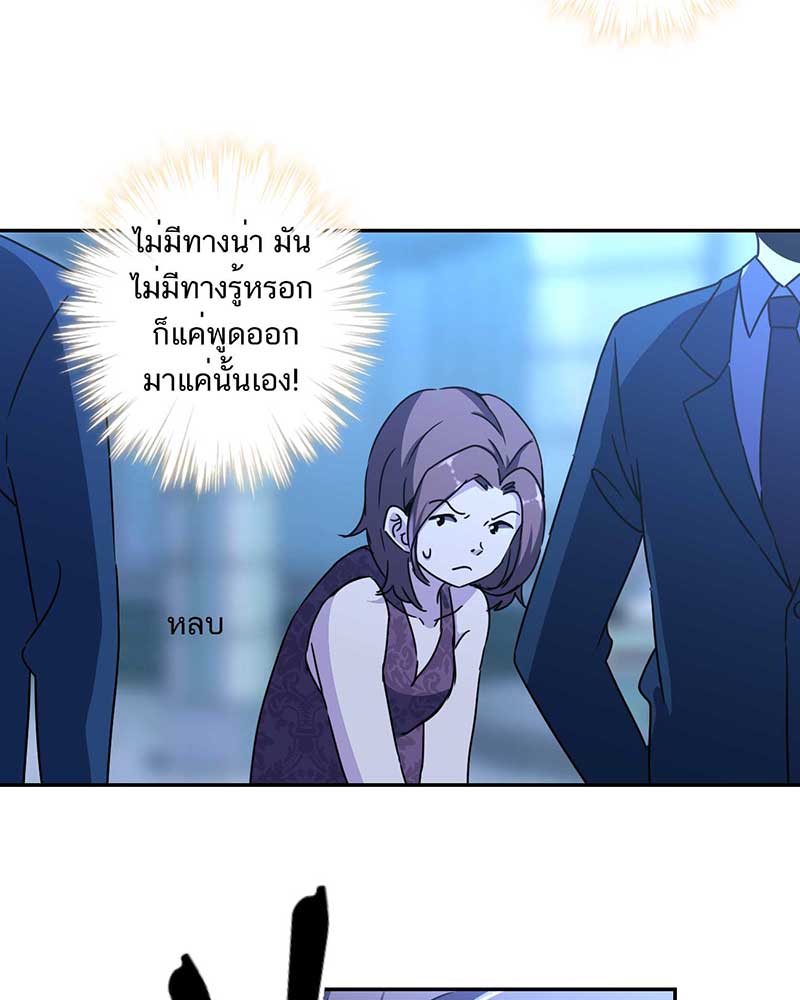 ไม่มีทางน่า มัน
ไม่มีทางรู้หรอก
ก็แค่พูดออก
มาแค่นั้นเอง!
หลบ